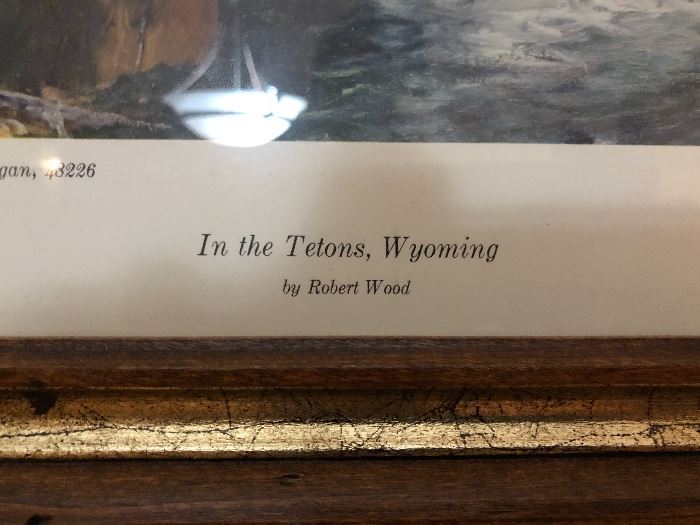 gan, 48226
In the Tetons, Wyoming
by Robert Wood